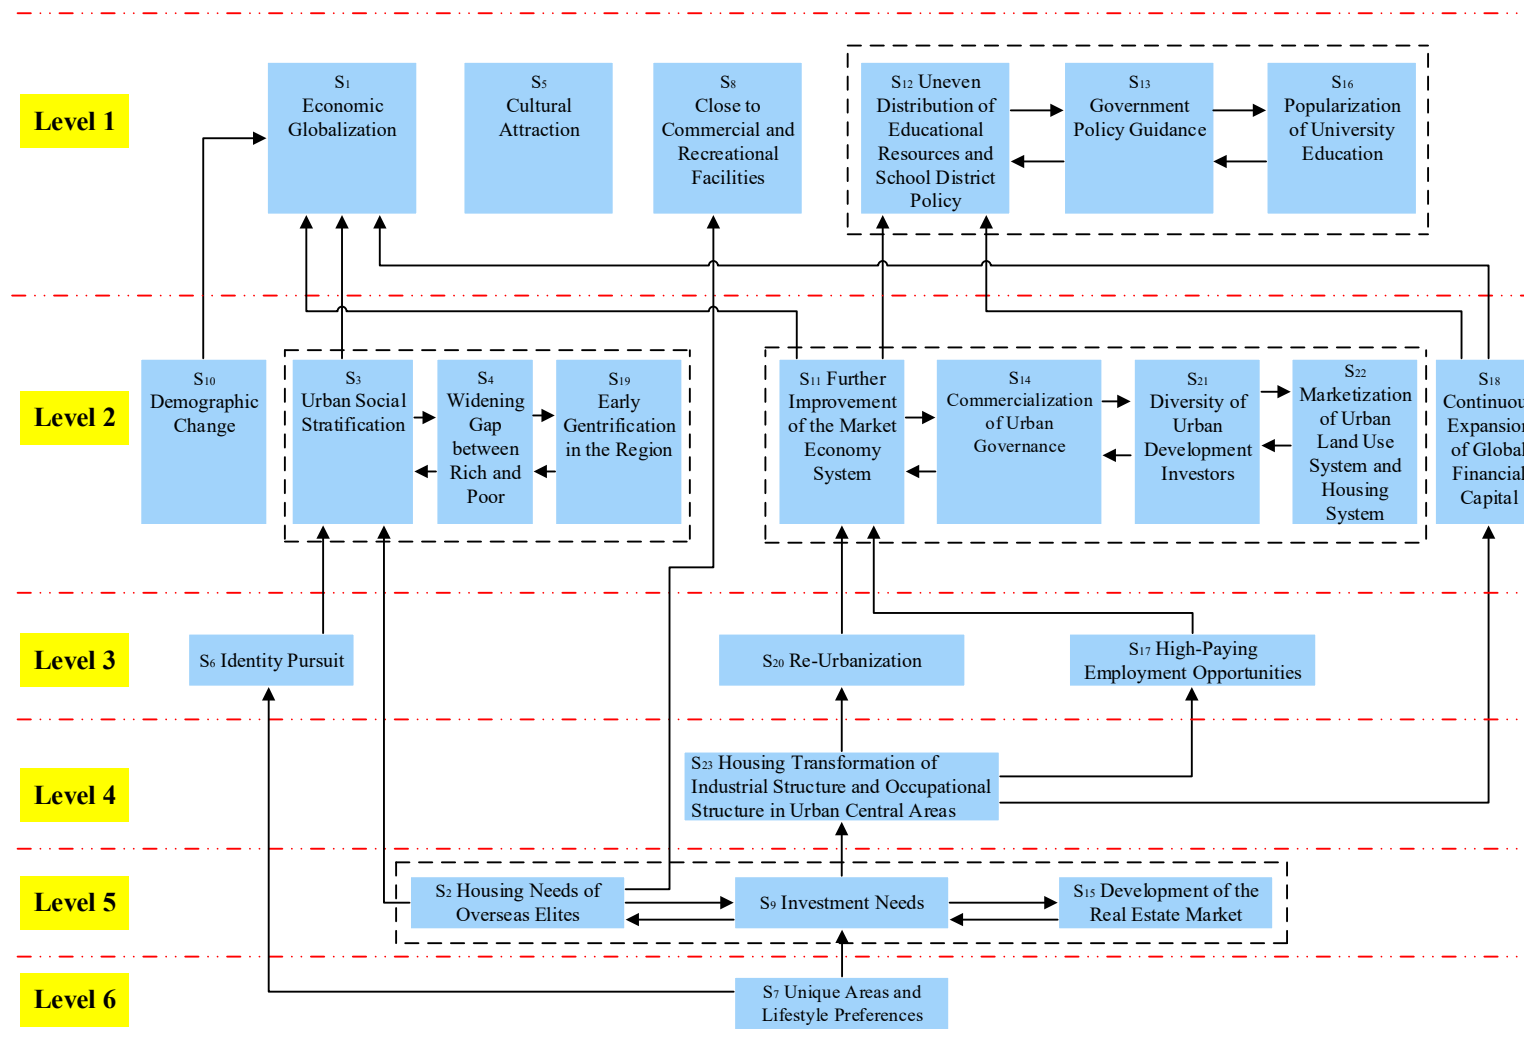 Level 1
S1
Economic
Globalization
S5
Cultural
Attraction
S8
Close to
Commercial and
Recreational
Facilities
S12 Uneven
Distribution of
Educational
Resources and
School District
Policy
S13
Government
Policy Guidance
S16
Popularization
of University
Education
Level 2
S10
Demographic
Change
S3
Urban Social
Stratification
S4
Widening
Gap
between
Rich and
Poor
S19
Early
Gentrification
in the Region
S11 Further
Improvement
of the Market
Economy
System
S14
Commercialization
of Urban
Governance
S21
Diversity of
Urban
Development
Investors
S22
Marketization
of Urban
Land Use
System and
Housing
System
S18
Continuous
Expansion
of Global
Financial
Capital
Level 3
S6 Identity Pursuit
S20 Re-Urbanization
S17 High-Paying
Employment Opportunities
Level 4
S23 Housing Transformation of
Industrial Structure and Occupational
Structure in Urban Central Areas
Level 5
S2 Housing Needs of
Overseas Elites
S9 Investment Needs
S15 Development of the
Real Estate Market
Level 6
S7 Unique Areas and
Lifestyle Preferences